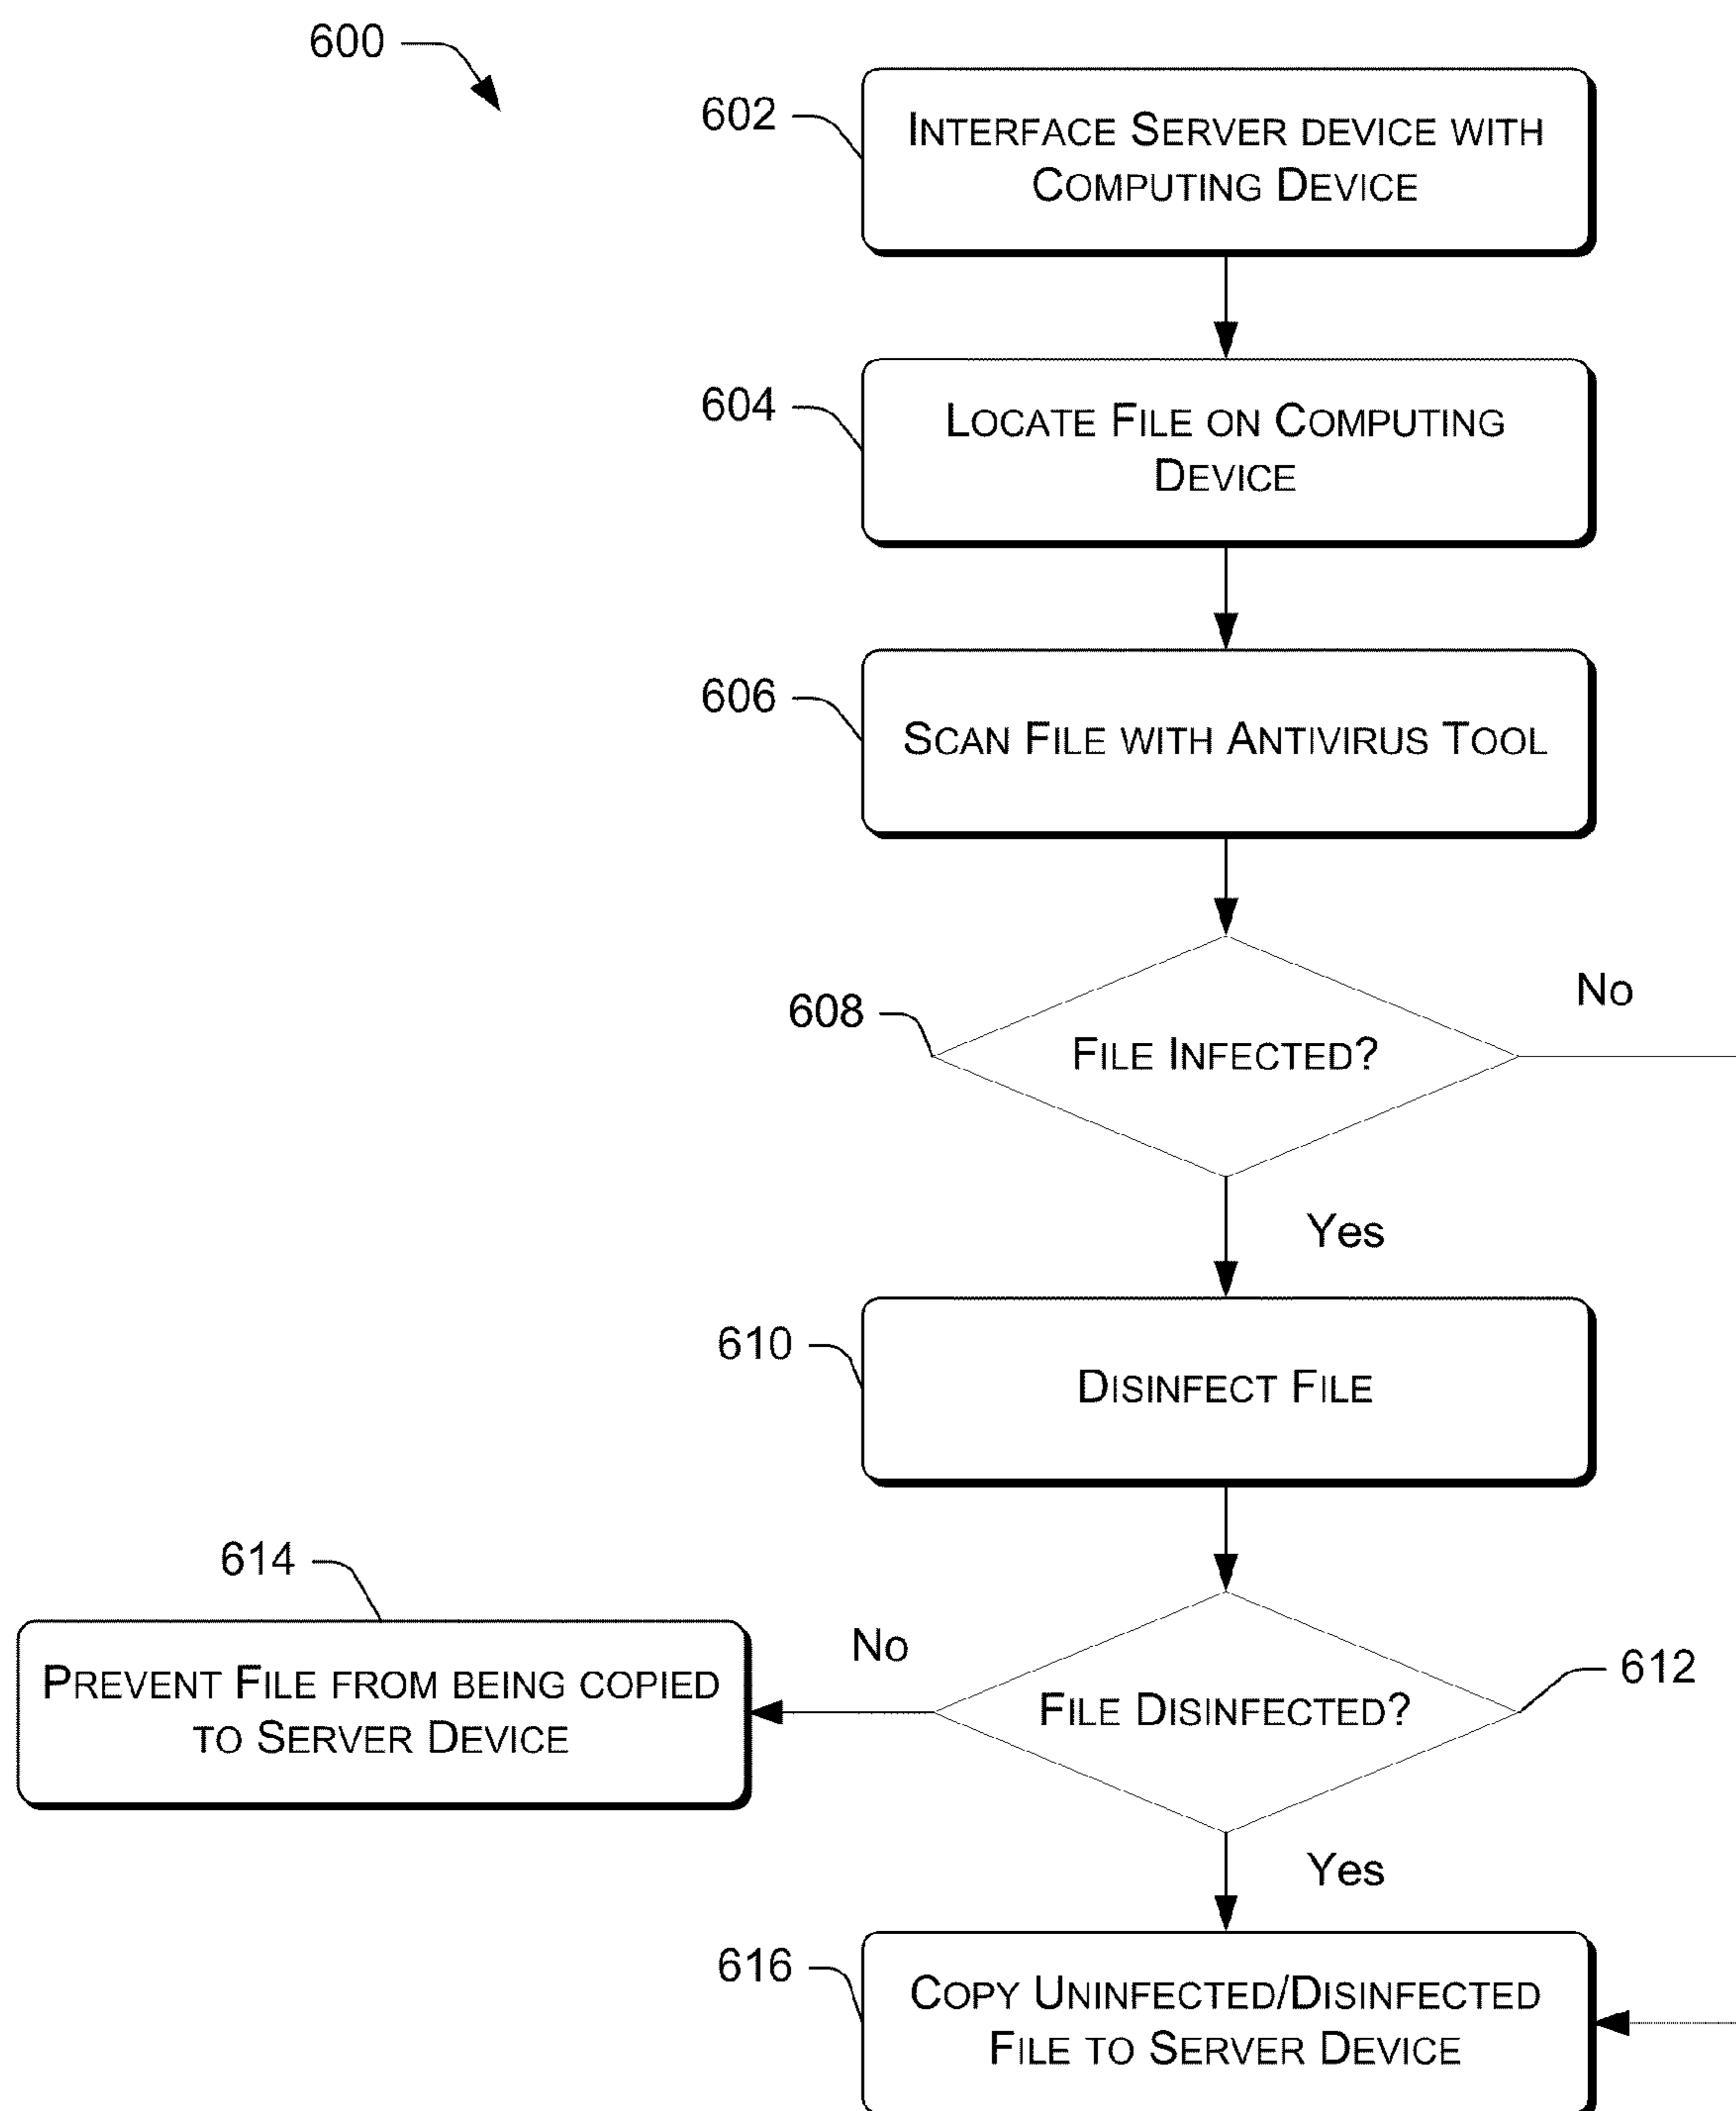 600
602
INTERFACE SERVER DEVICE WITH
COMPUTING DEVICE
604
LOCATE FILE ON COMPUTING
DEVICE
606
SCAN FILE WITH ANTIVIRUS TOOL
608
FILE INFECTED?
No
Yes
610
DISINFECT FILE
614
PREVENT FILE FROM BEING COPIED
TO SERVER DEVICE
No
FILE DISINFECTED?
612
Yes
616
COPY UNINFECTED/DISINFECTED
FILE TO SERVER DEVICE